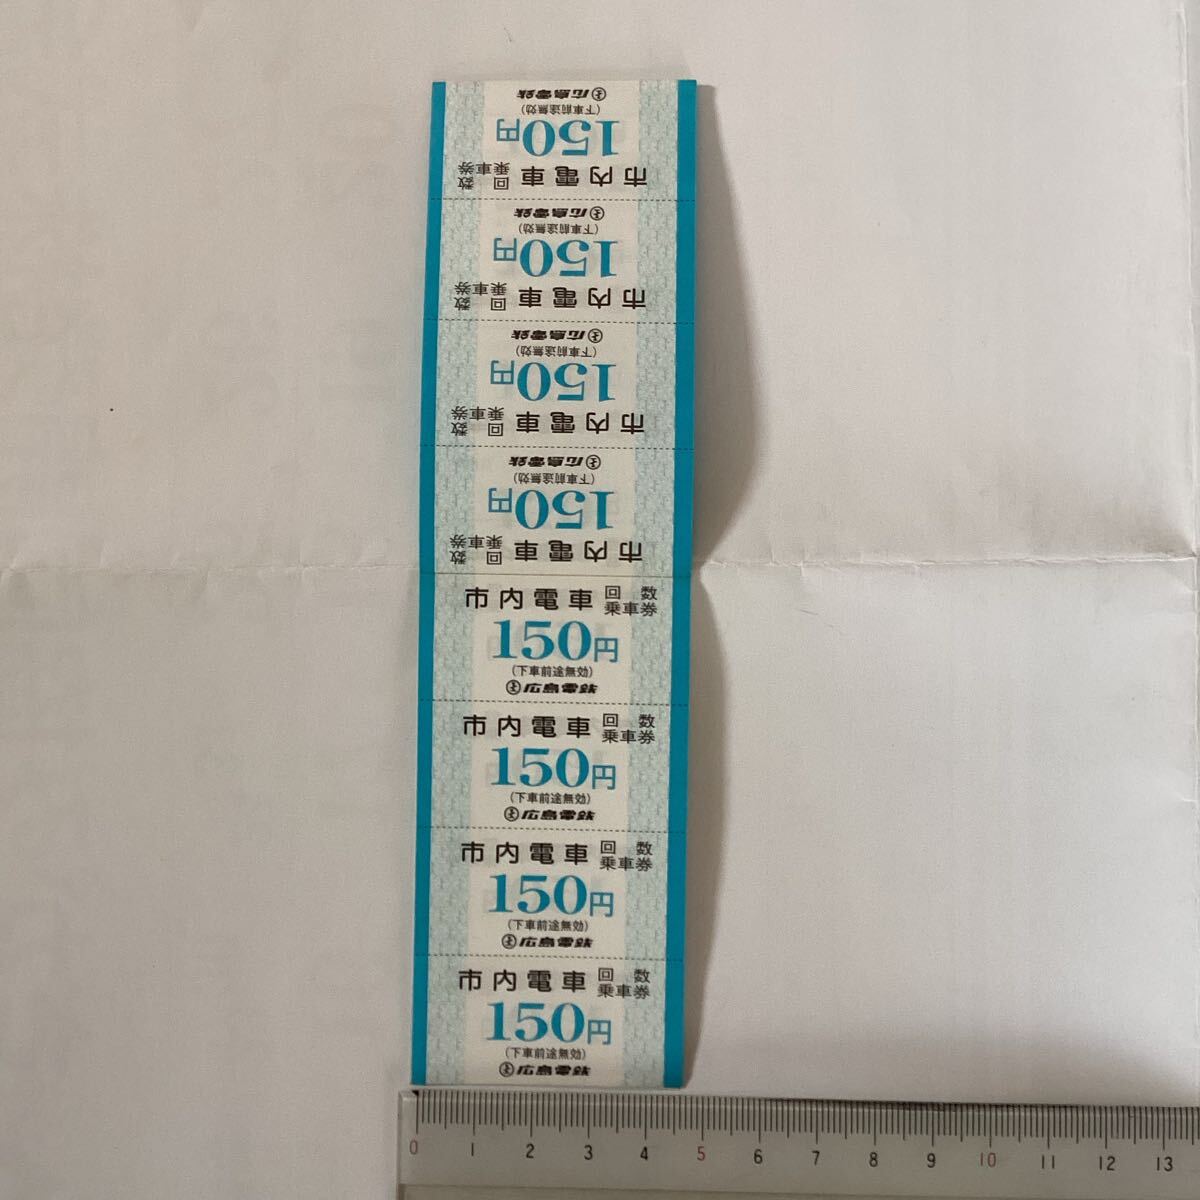 広島電鉄
(下車前途無効)
150円
市内電車 回数乗車券
広島電鉄
(下車前途無効)
150円
市内電車 回数乗車券
広島電鉄
(下車前途無効)
150円
市内電車 回数乗車券
広島電鉄
(下車前途無効)
150円
市内電車 回数乗車券
市内電車 回数乗車券
150円
(下車前途無効)
広島電鉄
市内電車 回数乗車券
150円
(下車前途無効)
広島電鉄
市内電車 回数乗車券
150円
(下車前途無効)
広島電鉄
市内電車 回数乗車券
150円
(下車前途無効)
広島電鉄
0 1 2 3 4 5 6 7 8 9 10 11 12 13